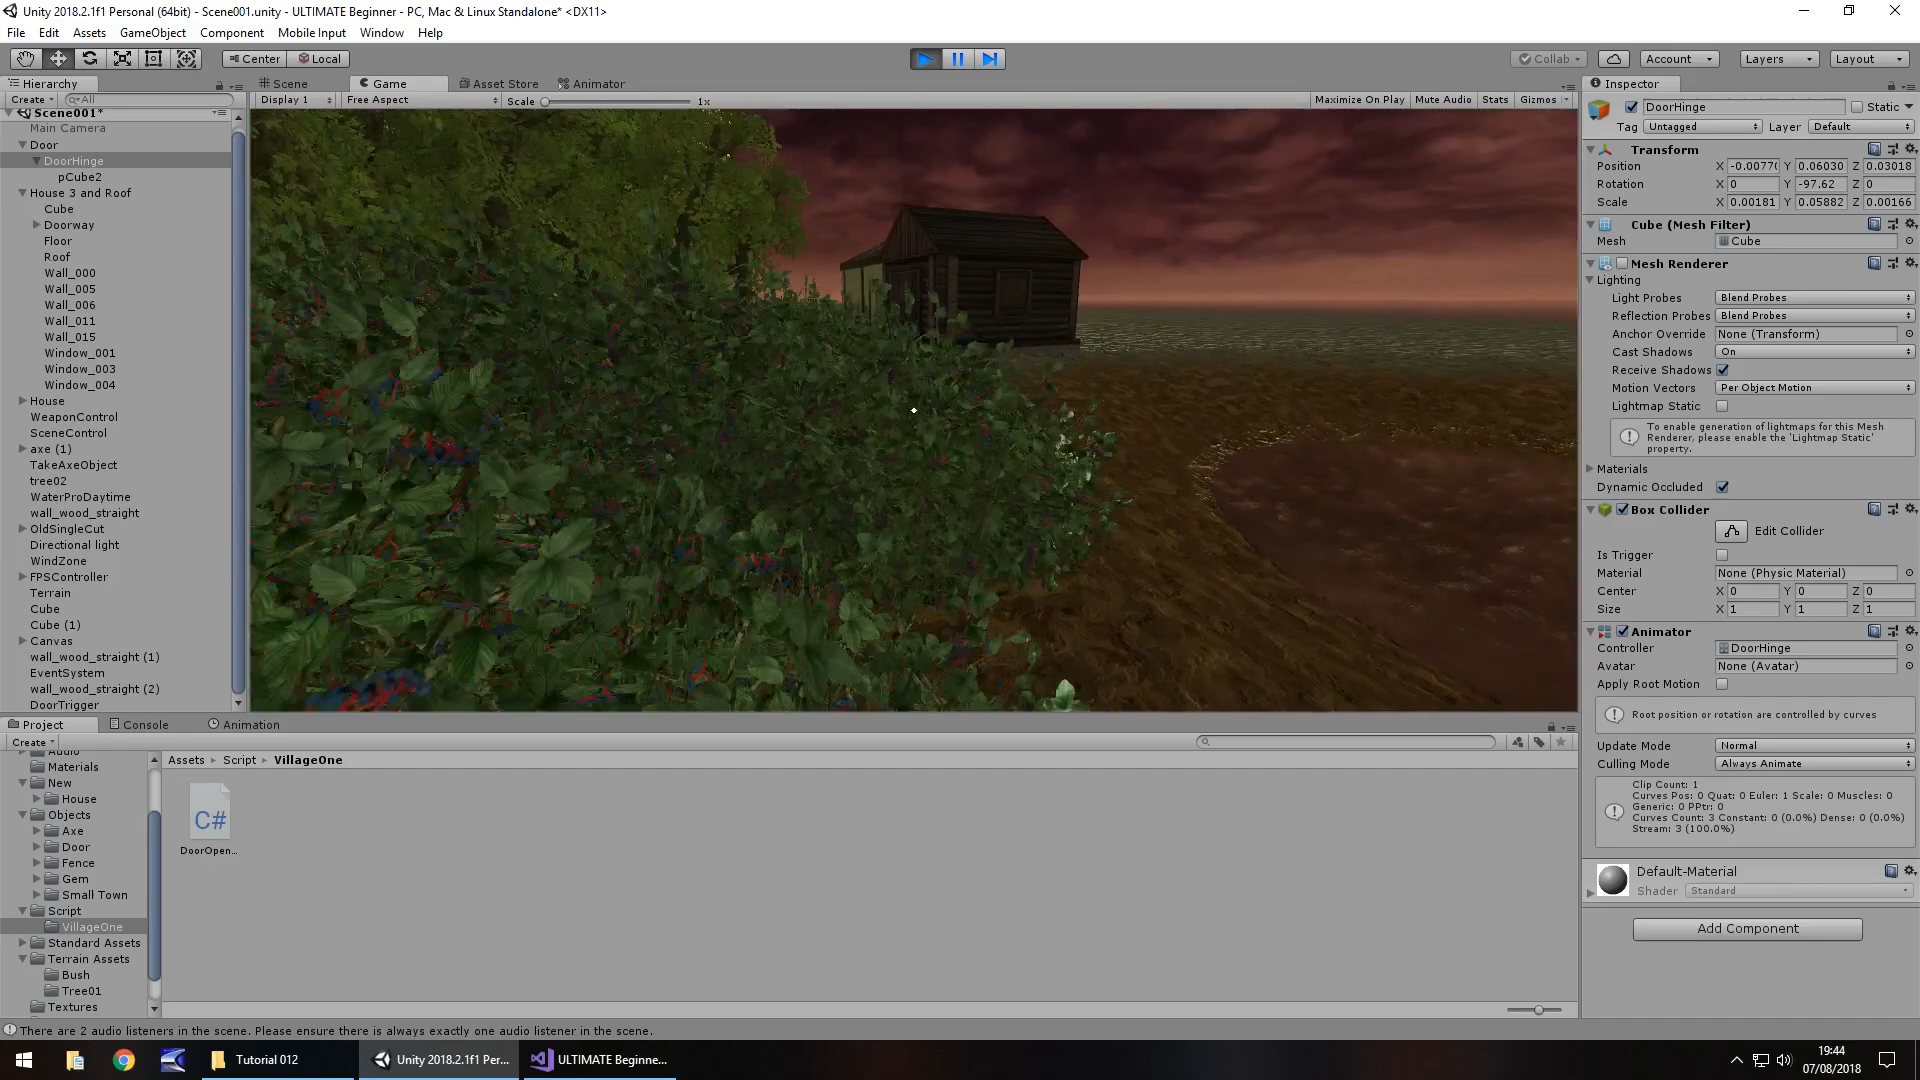 Unity 2018.2.1f1 Personal (64bit) - Scene001.unity - ULTIMATE Beginner - PC, Mac & Linux Standalone* <DX11>
File Edit Assets GameObject Component Mobile Input Window Help
Center Local Collab Account Layers Layout
Hierarchy
Create All
Scene001*
Main Camera
Door
DoorHinge
pCube2
House 3 and Roof
Cube
Doorway
Floor
Roof
Wall_000
Wall_005
Wall_006
Wall_011
Wall_015
Window_001
Window_003
Window_004
House
WeaponControl
SceneControl
axe (1)
TakeAxeObject
tree02
WaterProDaytime
wall_wood_straight
OldSingleCut
Directional light
WindZone
FPSController
Terrain
Cube
Cube (1)
Canvas
wall_wood_straight (1)
EventSystem
wall_wood_straight (2)
DoorTrigger
Scene Game Asset Store Animator
Display 1 Free Aspect Scale 1x Maximize On Play Mute Audio Stats Gizmos
Inspector
DoorHinge Static
Tag Untagged Layer Default
Transform
Position X -0.0077( Y 0.06030 Z 0.03018
Rotation X 0 Y -97.62 Z 0
Scale X 0.00181 Y 0.05882 Z 0.00166
Cube (Mesh Filter)
Mesh Cube
Mesh Renderer
Lighting
Light Probes Blend Probes
Reflection Probes Blend Probes
Anchor Override None (Transform)
Cast Shadows On
Receive Shadows
Motion Vectors Per Object Motion
Lightmap Static
To enable generation of lightmaps for this Mesh
Renderer, please enable the 'Lightmap Static'
property.
Materials
Dynamic Occluded
Box Collider
Edit Collider
Is Trigger
Material None (Physic Material)
Center X 0 Y 0 Z 0
Size X 1 Y 1 Z 1
Animator
Controller DoorHinge
Avatar None (Avatar)
Apply Root Motion
Root position or rotation are controlled by curves
Update Mode Normal
Culling Mode Always Animate
Clip Count: 1
Curves Pos: 0 Quat: 0 Euler: 1 Scale: 0 Muscles: 0
Generic: 0 PPtr: 0
Curves Count: 3 Constant: 0 (0.0%) Dense: 0 (0.0%)
Stream: 3 (100.0%)
Default-Material
Shader Standard
Add Component
Project Console Animation
Create
Audio
Materials
New
House
Objects
Axe
Door
Fence
Gem
Small Town
Script
VillageOne
Standard Assets
Terrain Assets
Bush
Tree01
Textures
Assets Script VillageOne
C#
DoorOpen...
There are 2 audio listeners in the scene. Please ensure there is always exactly one audio listener in the scene.
Tutorial 012 Unity 2018.2.1f1 Per... ULTIMATE Beginne...
19:44
07/08/2018